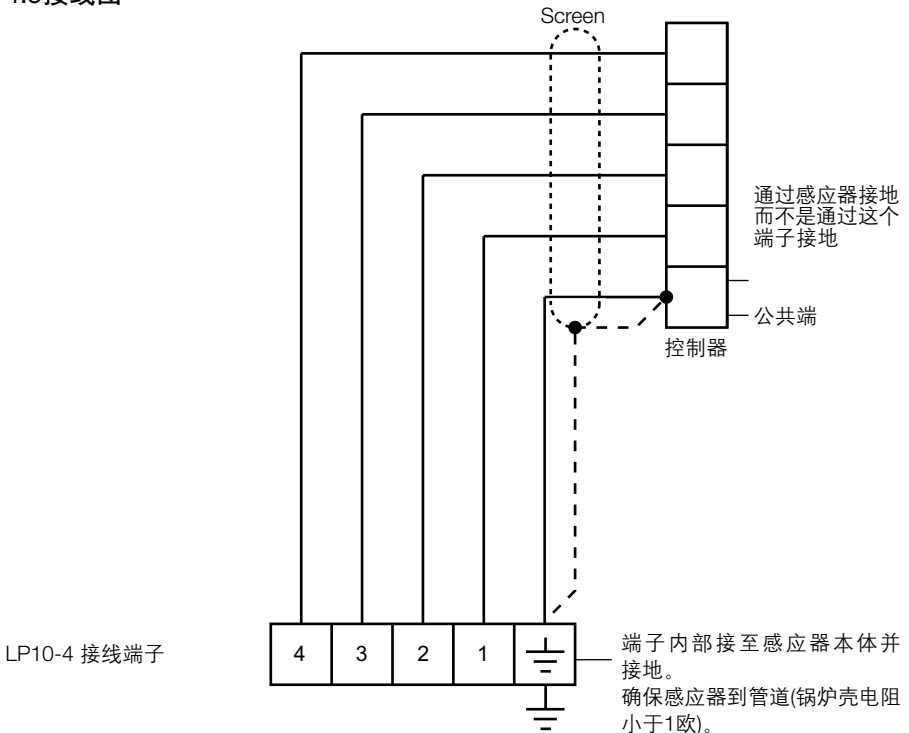 Screen
通过感应器接地
而不是通过这个
端子接地
公共端
控制器
LP10-4 接线端子
4
3
2
1
端子内部接至感应器本体并
接地。
确保感应器到管道(锅炉壳电阻
小于1欧)。